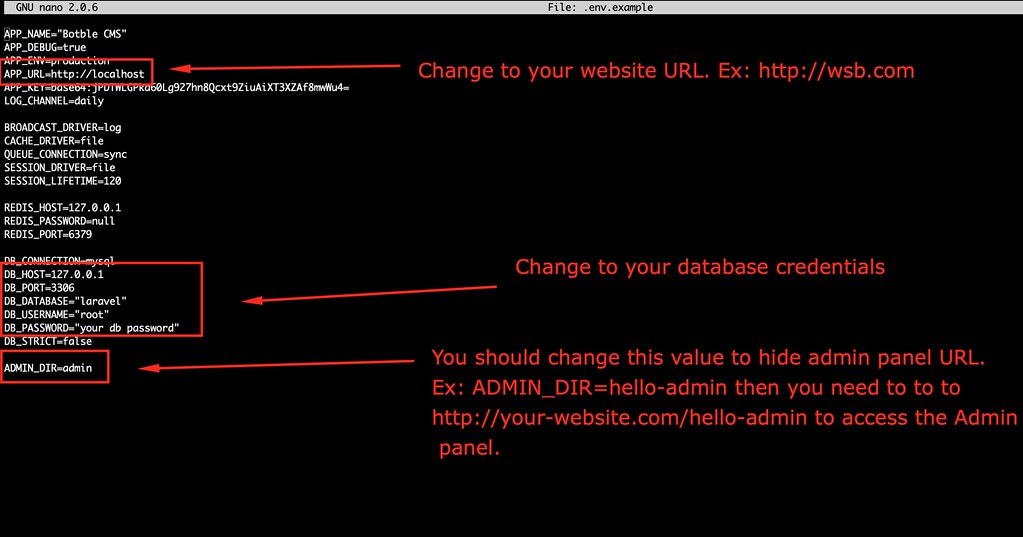 GNU nano 2.0.6 File: .env.example
APP_NAME="Botble CMS"
APP_DEBUG=true
APP_ENV=production
APP_URL=http://localhost
APP_KEY=base64:jPDTWLGPkd60Lg927hn8Qcxt9ZiuAiXT3XZAf8mwWu4=
LOG_CHANNEL=daily
BROADCAST_DRIVER=log
CACHE_DRIVER=file
QUEUE_CONNECTION=sync
SESSION_DRIVER=file
SESSION_LIFETIME=120
REDIS_HOST=127.0.0.1
REDIS_PASSWORD=null
REDIS_PORT=6379
DB_CONNECTION=mysql
DB_HOST=127.0.0.1
DB_PORT=3306
DB_DATABASE="laravel"
DB_USERNAME="root"
DB_PASSWORD="your db password"
DB_STRICT=false
ADMIN_DIR=admin
Change to your website URL. Ex: http://wsb.com
Change to your database credentials
You should change this value to hide admin panel URL.
Ex: ADMIN_DIR=hello-admin then you need to to to
http://your-website.com/hello-admin to access the Admin
panel.